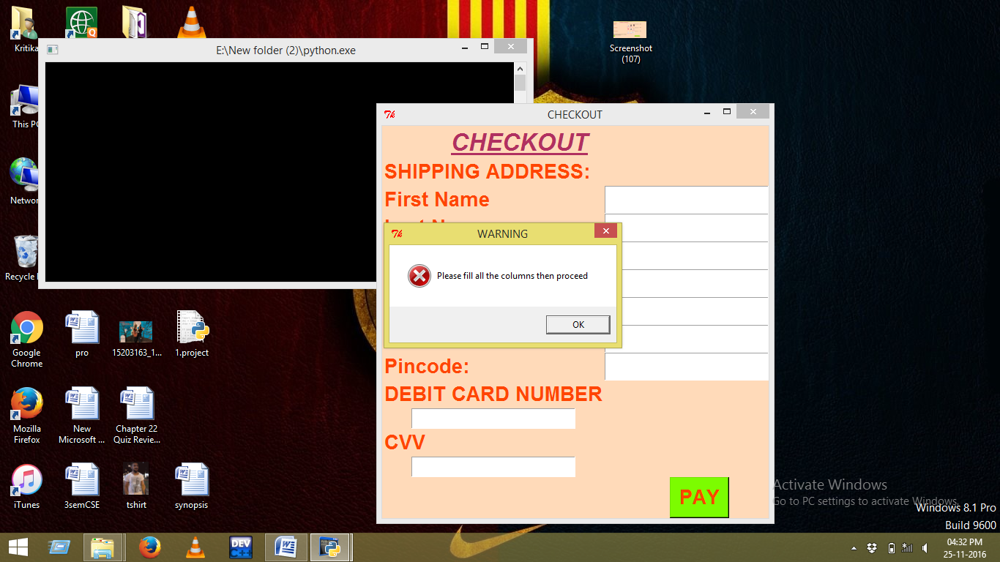 Kritika
Screenshot
(107)
E:\New folder (2)\python.exe
This PC
Networ
Recycle
CHECKOUT
CHECKOUT
SHIPPING ADDRESS:
First Name
WARNING
Please fill all the columns then proceed
OK
Pincode:
DEBIT CARD NUMBER
CVV
PAY
Google
Chrome
pro
15203163_1...
1.project
Mozilla
Firefox
New
Microsoft ...
Chapter 22
Quiz Revie...
iTunes
3semCSE
tshirt
synopsis
Activate Windows
Go to PC settings to activate Windows.
Windows 8.1 Pro
Build 9600
DEV
C++
04:32 PM
25-11-2016